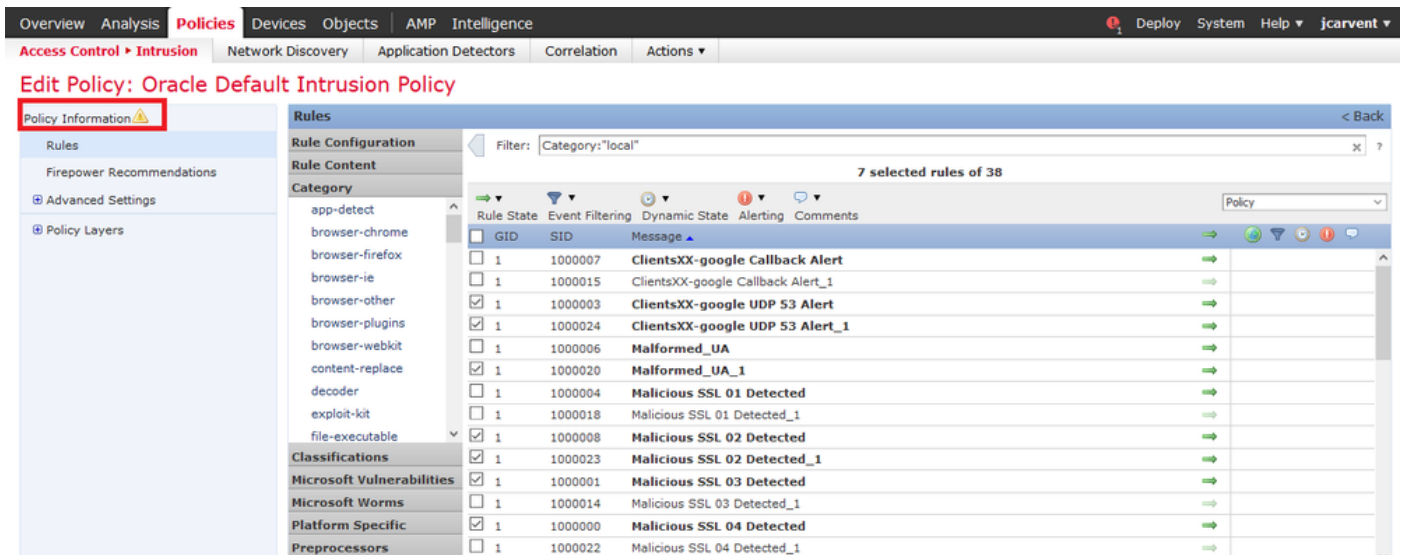 Overview Analysis Policies Devices Objects AMP Intelligence 1 Deploy System Help ▾ jcarvent ▾
Access Control ▸ Intrusion Network Discovery Application Detectors Correlation Actions ▾
Edit Policy: Oracle Default Intrusion Policy
Policy Information
Rules
Firepower Recommendations
Advanced Settings
Policy Layers
Rules < Back
Rule Configuration
Rule Content
Category
app-detect
browser-chrome
browser-firefox
browser-ie
browser-other
browser-plugins
browser-webkit
content-replace
decoder
exploit-kit
file-executable
Classifications
Microsoft Vulnerabilities
Microsoft Worms
Platform Specific
Preprocessors
Filter: Category:"local" × ?
7 selected rules of 38
Rule State Event Filtering Dynamic State Alerting Comments Policy
GID SID Message
1 1000007 ClientsXX-google Callback Alert
1 1000015 ClientsXX-google Callback Alert_1
1 1000003 ClientsXX-google UDP 53 Alert
1 1000024 ClientsXX-google UDP 53 Alert_1
1 1000006 Malformed_UA
1 1000020 Malformed_UA_1
1 1000004 Malicious SSL 01 Detected
1 1000018 Malicious SSL 01 Detected_1
1 1000008 Malicious SSL 02 Detected
1 1000023 Malicious SSL 02 Detected_1
1 1000001 Malicious SSL 03 Detected
1 1000014 Malicious SSL 03 Detected_1
1 1000000 Malicious SSL 04 Detected
1 1000022 Malicious SSL 04 Detected_1